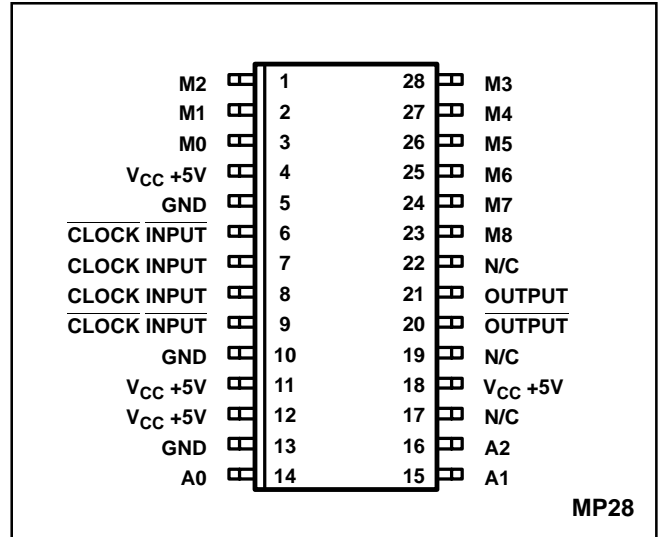 M2 1 28 M3
M1 2 27 M4
M0 3 26 M5
VCC +5V 4 25 M6
GND 5 24 M7
CLOCK INPUT 6 23 M8
CLOCK INPUT 7 22 N/C
CLOCK INPUT 8 21 OUTPUT
CLOCK INPUT 9 20 OUTPUT
GND 10 19 N/C
VCC +5V 11 18 VCC +5V
VCC +5V 12 17 N/C
GND 13 16 A2
A0 14 15 A1
MP28